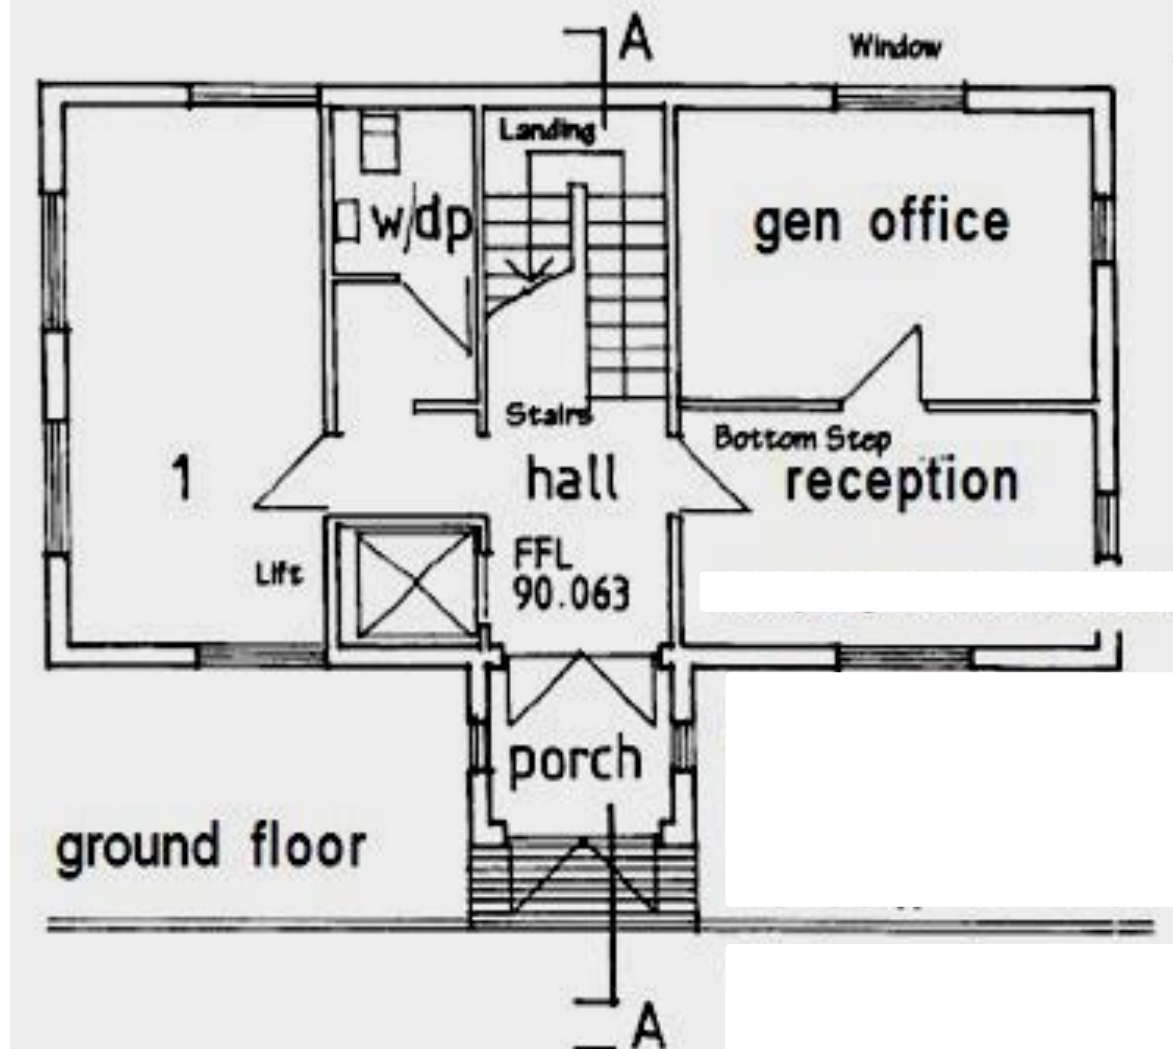 A
Window
Landing
w/dp
gen office
Stairs
Bottom Step
1
hall
reception
Lift
FFL
90.063
porch
ground floor
A